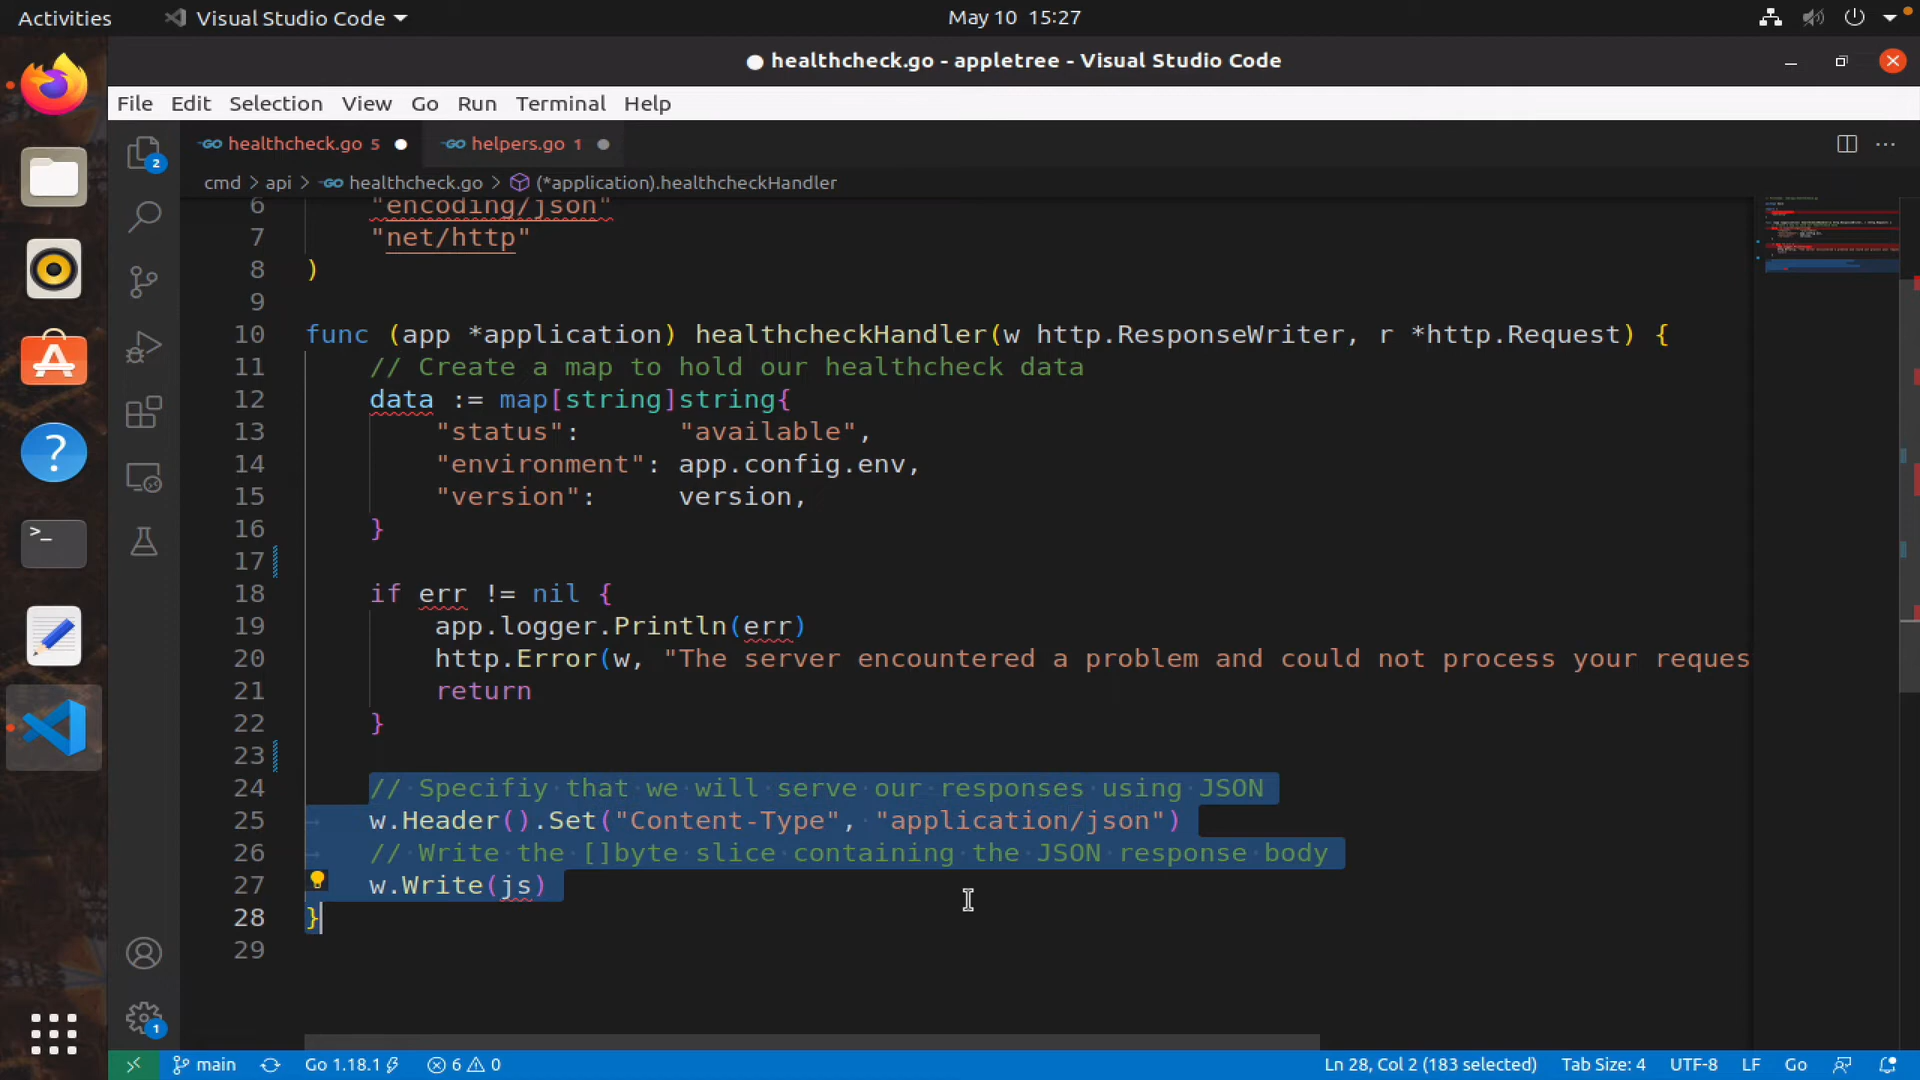 Activities
Visual Studio Code
May 10 15:27
● healthcheck.go - appletree - Visual Studio Code
File Edit Selection View Go Run Terminal Help
healthcheck.go 5 ●
helpers.go 1 ●
2
cmd > api > healthcheck.go > (*application).healthcheckHandler
6 "encoding/json"
7 "net/http"
8 )
9
10 func (app *application) healthcheckHandler(w http.ResponseWriter, r *http.Request) {
11 // Create a map to hold our healthcheck data
12 data := map[string]string{
13 "status": "available",
14 "environment": app.config.env,
15 "version": version,
16 }
17
18 if err != nil {
19 app.logger.Println(err)
20 http.Error(w, "The server encountered a problem and could not process your reques
21 return
22 }
23
24 // Specifiy that we will serve our responses using JSON
25 w.Header().Set("Content-Type", "application/json")
26 // Write the []byte slice containing the JSON response body
27 w.Write(js)
28 }
29
1
main
Go 1.18.1
6 0
Ln 28, Col 2 (183 selected)
Tab Size: 4
UTF-8
LF
Go